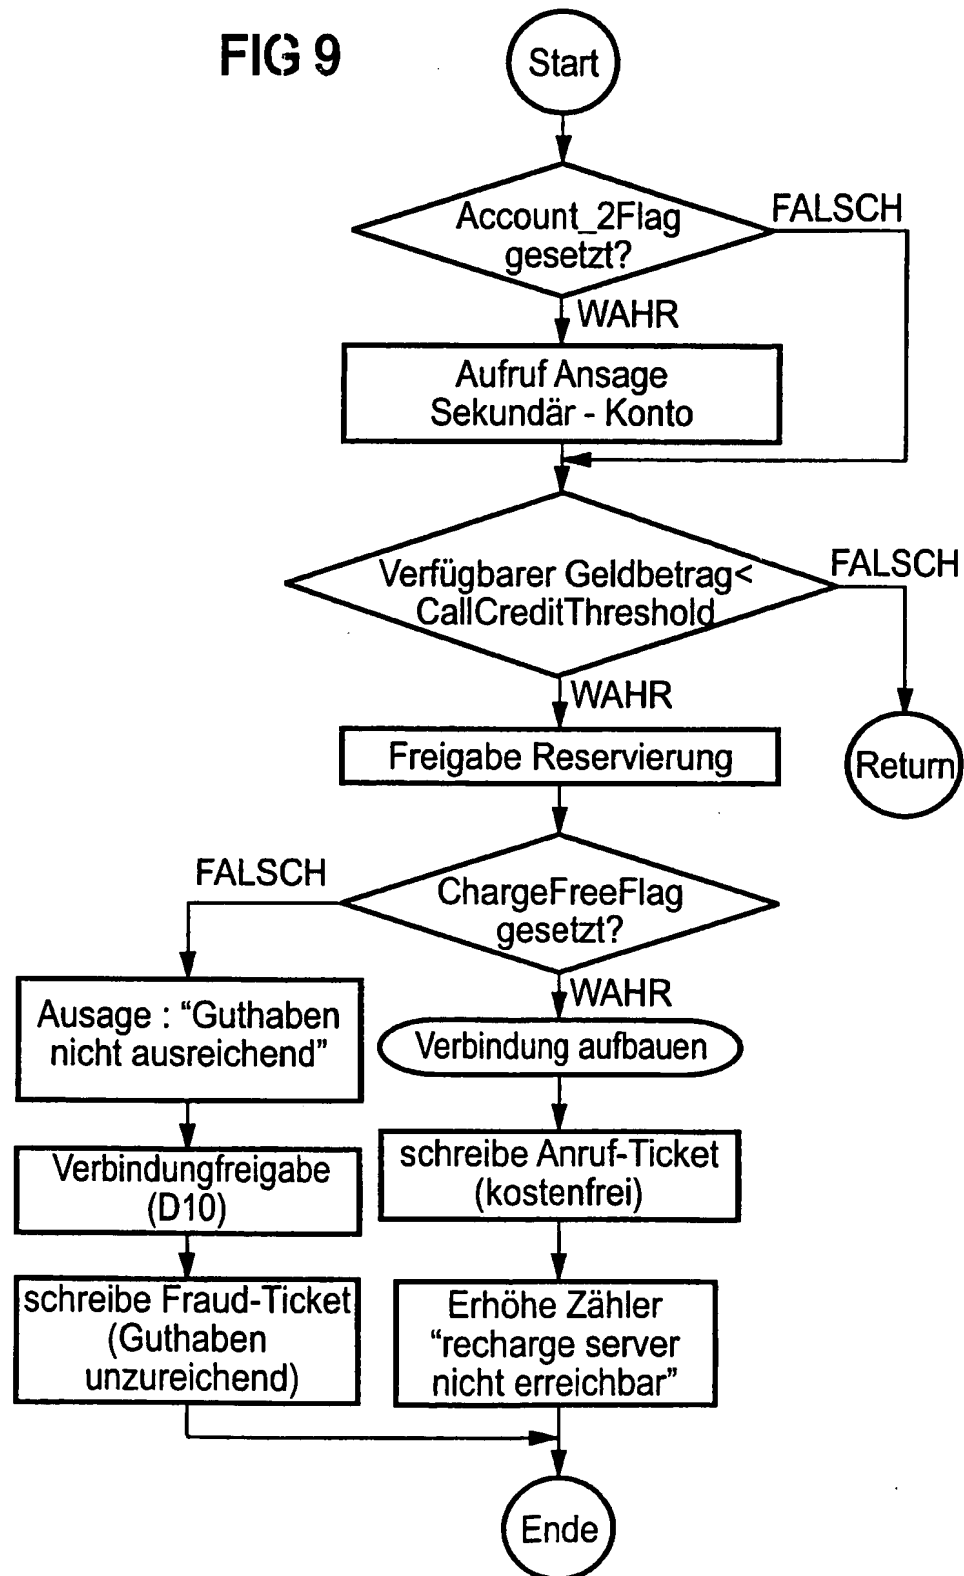 FIG 9
Start
Account_2Flag
gesetzt?
FALSCH
WAHR
Aufruf Ansage
Sekundär - Konto
Verfügbarer Geldbetrag<
CallCreditThreshold
FALSCH
WAHR
Freigabe Reservierung
Return
FALSCH
ChargeFreeFlag
gesetzt?
WAHR
Ausage : “Guthaben
nicht ausreichend”
Verbindung aufbauen
Verbindungfreigabe
(D10)
schreibe Anruf-Ticket
(kostenfrei)
schreibe Fraud-Ticket
(Guthaben
unzureichend)
Erhöhe Zähler
“recharge server
nicht erreichbar”
Ende